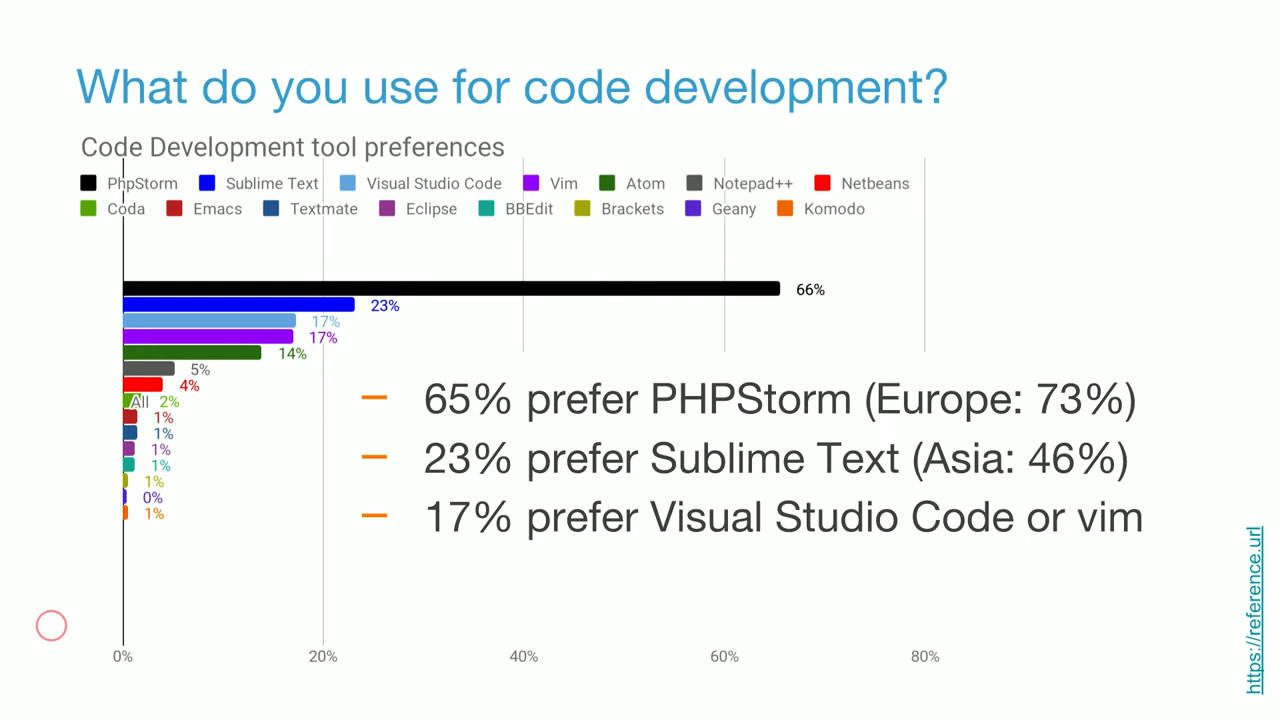 What do you use for code development?
Code Development tool preferences
PhpStorm Sublime Text Visual Studio Code Vim Atom Notepad++ Netbeans
Coda Emacs Textmate Eclipse BBEdit Brackets Geany Komodo
66%
23%
17%
17%
14%
5%
4%
All 2%
1%
1%
1%
1%
1%
0%
1%
– 65% prefer PHPStorm (Europe: 73%)
– 23% prefer Sublime Text (Asia: 46%)
– 17% prefer Visual Studio Code or vim
0% 20% 40% 60% 80%
https://reference.url